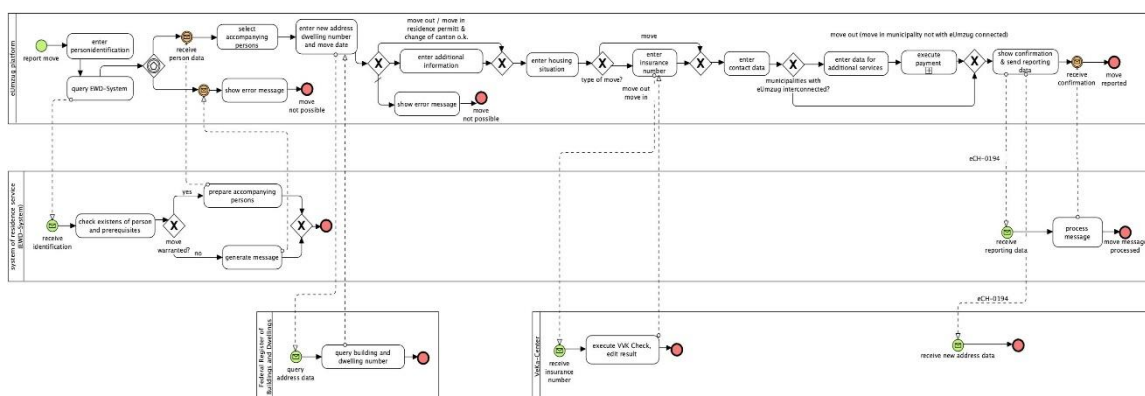 eUmzug platform
report move
enter
personidentification
query EWD-System
receive
person data
select
accompanying
persons
show error message
move
not possible
enter new address
dwelling number
and move date
move out / move in
residence permits &
change of canton o.k.
enter additional
information
show error message
move
not possible
enter housing
situation
move
type of move?
enter
insurance
number
move out
move in
enter
contact data
municipalities with
eUmzug interconnected?
move out (move in municipality not with eUmzug connected)
enter data for
additional services
execute
payment
show confirmation
& send reporting
data
receive
confirmation
move
reported
eCH-0194
system of residence service
(EWD-System)
receive
identification
check existens of person
and prerequisites
yes
move
warranted?
no
prepare accompanying
persons
generate message
receive
reporting data
process
message
move message
processed
eCH-0194
Federal Register of
Buildings and Dwellings
query
address data
query building and
dwelling number
VeKa-Center
receive
insurance
number
execute VVK Check,
edit result
receive new address data